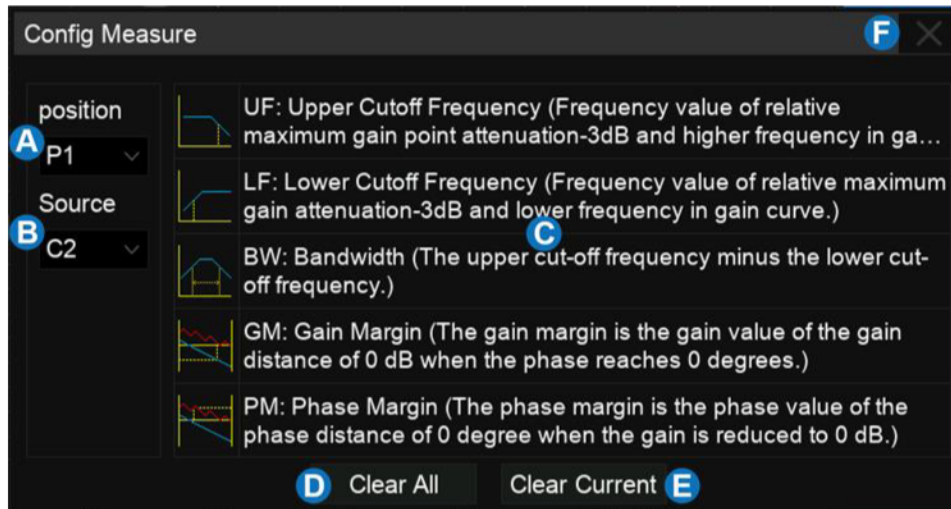 Config Measure
F
position
A
P1
Source
B
C2
UF: Upper Cutoff Frequency (Frequency value of relative
maximum gain point attenuation-3dB and higher frequency in ga…
LF: Lower Cutoff Frequency (Frequency value of relative maximum
gain attenuation-3dB and lower frequency in gain curve.)
C
BW: Bandwidth (The upper cut-off frequency minus the lower cut-
off frequency.)
GM: Gain Margin (The gain margin is the gain value of the gain
distance of 0 dB when the phase reaches 0 degrees.)
PM: Phase Margin (The phase margin is the phase value of the
phase distance of 0 degree when the gain is reduced to 0 dB.)
D
Clear All
Clear Current
E